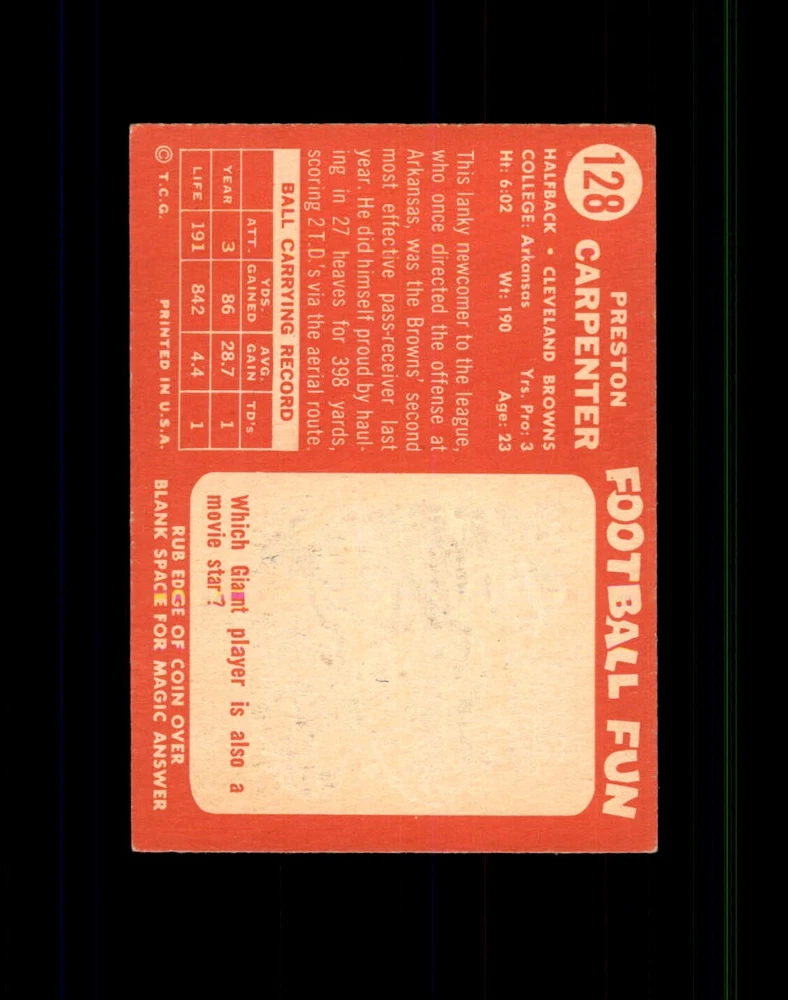 128
PRESTON
CARPENTER
HALFBACK • CLEVELAND BROWNS
COLLEGE: Arkansas Yrs. Pro: 3
Ht: 6:02 Wt: 190 Age: 23
This lanky newcomer to the league,
who once directed the offense at
Arkansas, was the Browns' second
most effective pass-receiver last
year. He did himself proud by haul-
ing in 27 heaves for 398 yards,
scoring 2 T.D.'s via the aerial route.
BALL CARRYING RECORD
ATT. YDS. GAINED AVG. GAIN TD's
YEAR 3 86 28.7 1
LIFE 191 842 4.4 1
© T.C.G. PRINTED IN U.S.A.
FOOTBALL FUN
Which Giant player is also a
movie star?
RUB EDGE OF COIN OVER
BLANK SPACE FOR MAGIC ANSWER